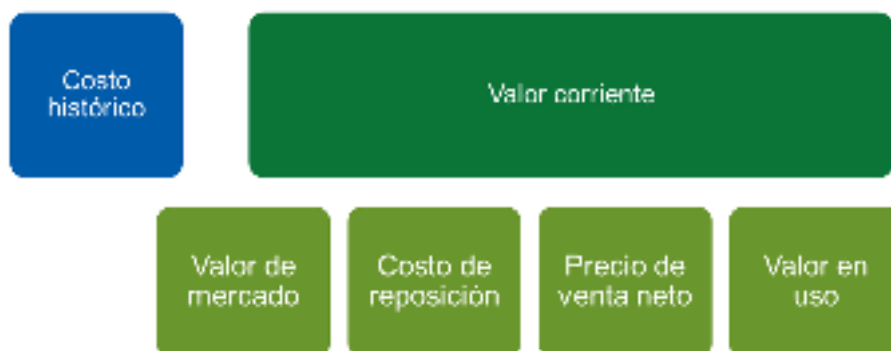 Costo
histórico
Valor corriente
Valor de
mercado
Costo de
reposición
Precio de
venta neto
Valor en
uso